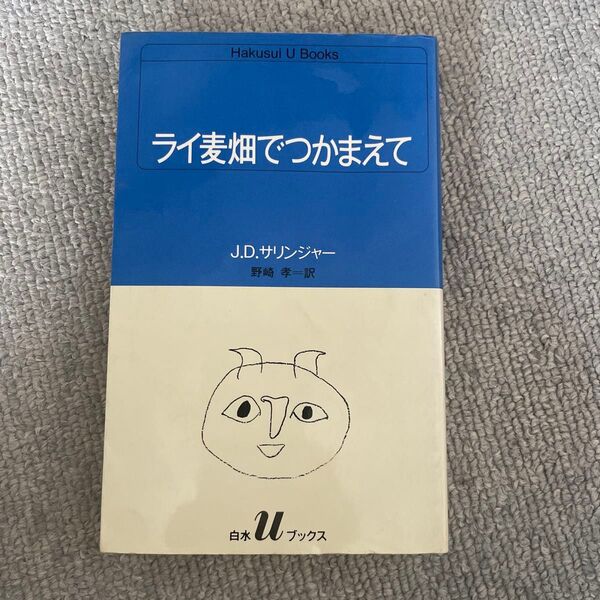 Hakusui U Books
ライ麦畑でつかまえて
J.D.サリンジャー
野崎 孝=訳
白水 u ブックス